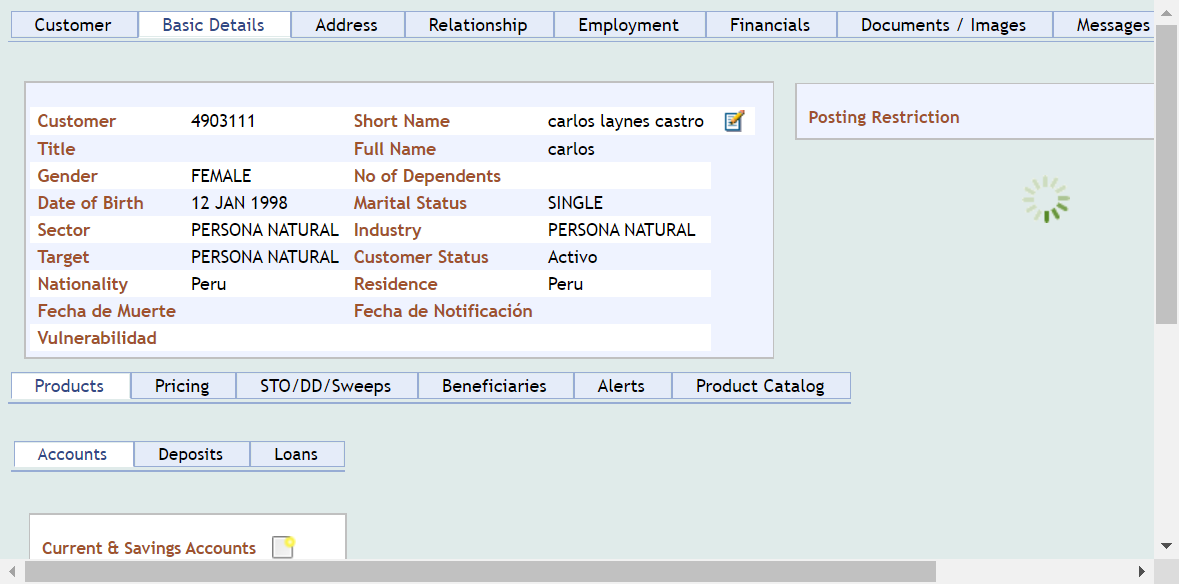 Customer Basic Details Address Relationship Employment Financials Documents / Images Messages
Customer 4903111 Short Name carlos laynes castro
Posting Restriction
Title Full Name carlos
Gender FEMALE No of Dependents
Date of Birth 12 JAN 1998 Marital Status SINGLE
Sector PERSONA NATURAL Industry PERSONA NATURAL
Target PERSONA NATURAL Customer Status Activo
Nationality Peru Residence Peru
Fecha de Muerte Fecha de Notificación
Vulnerabilidad
Products Pricing STO/DD/Sweeps Beneficiaries Alerts Product Catalog
Accounts Deposits Loans
Current & Savings Accounts